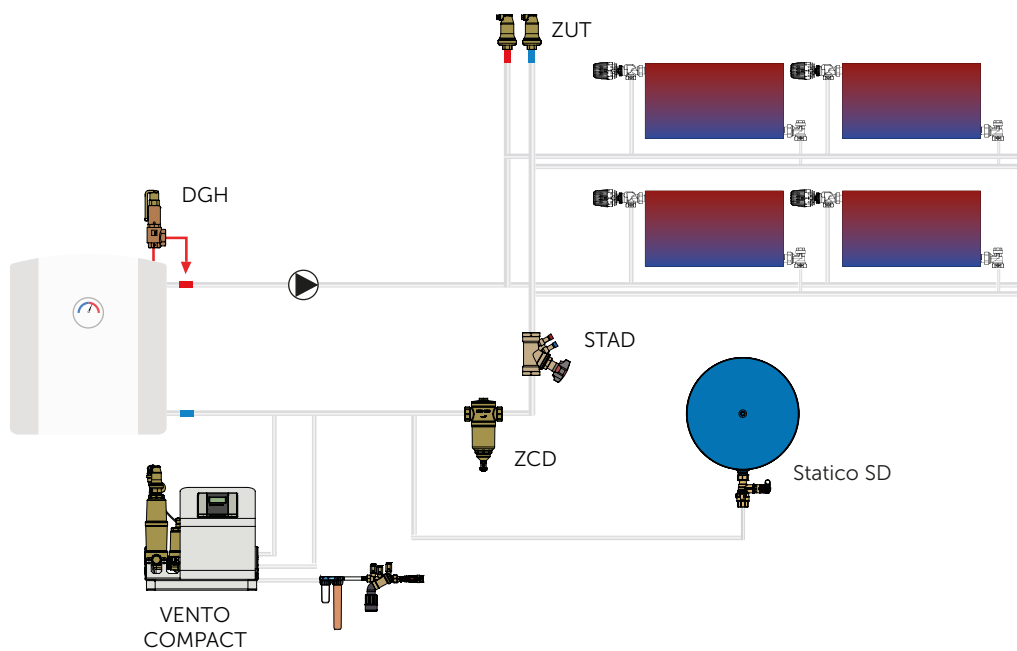 ZUT
DGH
STAD
ZCD
Statico SD
VENTO
COMPACT